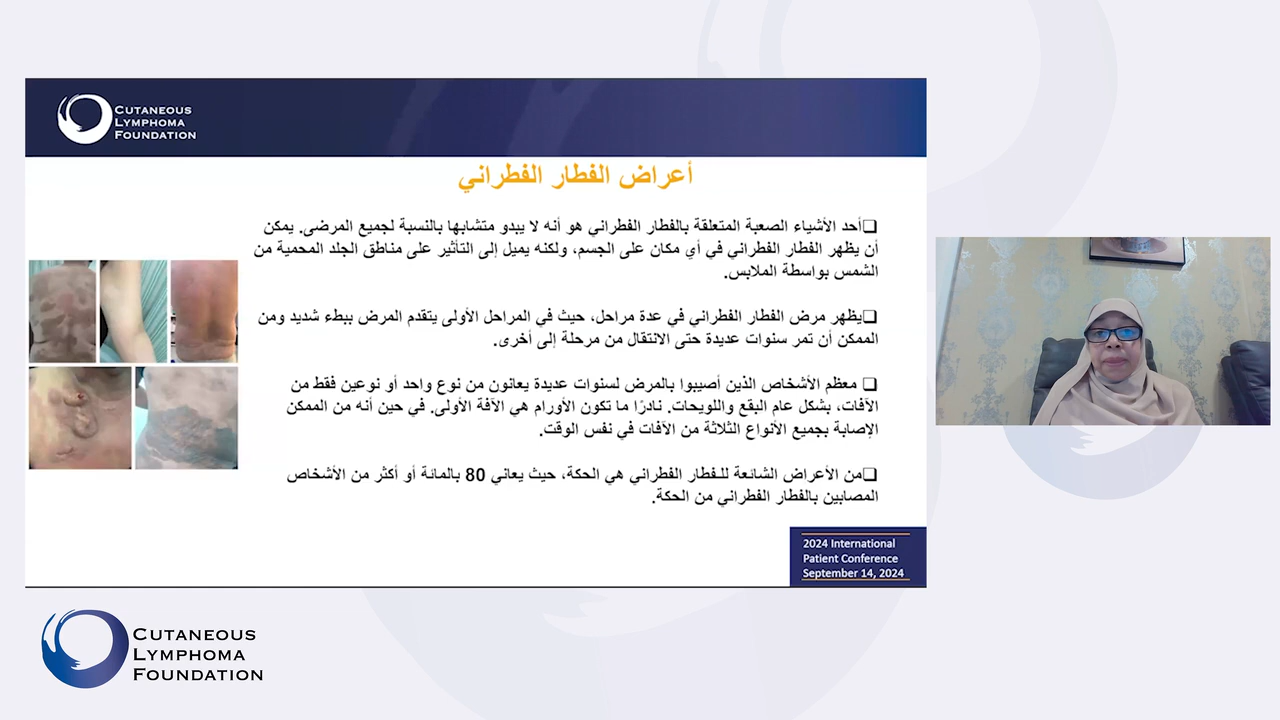 CUTANEOUS
LYMPHOMA
FOUNDATION
أعراض الفطار الفطراني
❑أحد الأشياء الصعبة المتعلقة بالفطار الفطراني هو أنه لا يبدو متشابها بالنسبة لجميع المرضى. يمكن
أن يظهر الفطار الفطراني في أي مكان على الجسم، ولكنه يميل إلى التأثير على مناطق الجلد المحمية من
الشمس بواسطة الملابس.
❑يظهر مرض الفطار الفطراني في عدة مراحل، حيث في المراحل الأولى يتقدم المرض ببطء شديد ومن
الممكن أن تمر سنوات عديدة حتى الانتقال من مرحلة إلى أخرى.
❑ معظم الأشخاص الذين أصيبوا بالمرض لسنوات عديدة يعانون من نوع واحد أو نوعين فقط من
الآفات، بشكل عام البقع واللويحات. نادرًا ما تكون الأورام هي الآفة الأولى. في حين أنه من الممكن
الإصابة بجميع الأنواع الثلاثة من الآفات في نفس الوقت.
❑من الأعراض الشائعة للفطار الفطراني هي الحكة، حيث يعاني 80 بالمائة أو أكثر من الأشخاص
المصابين بالفطار الفطراني من الحكة.
2024 International
Patient Conference
September 14, 2024
CUTANEOUS
LYMPHOMA
FOUNDATION